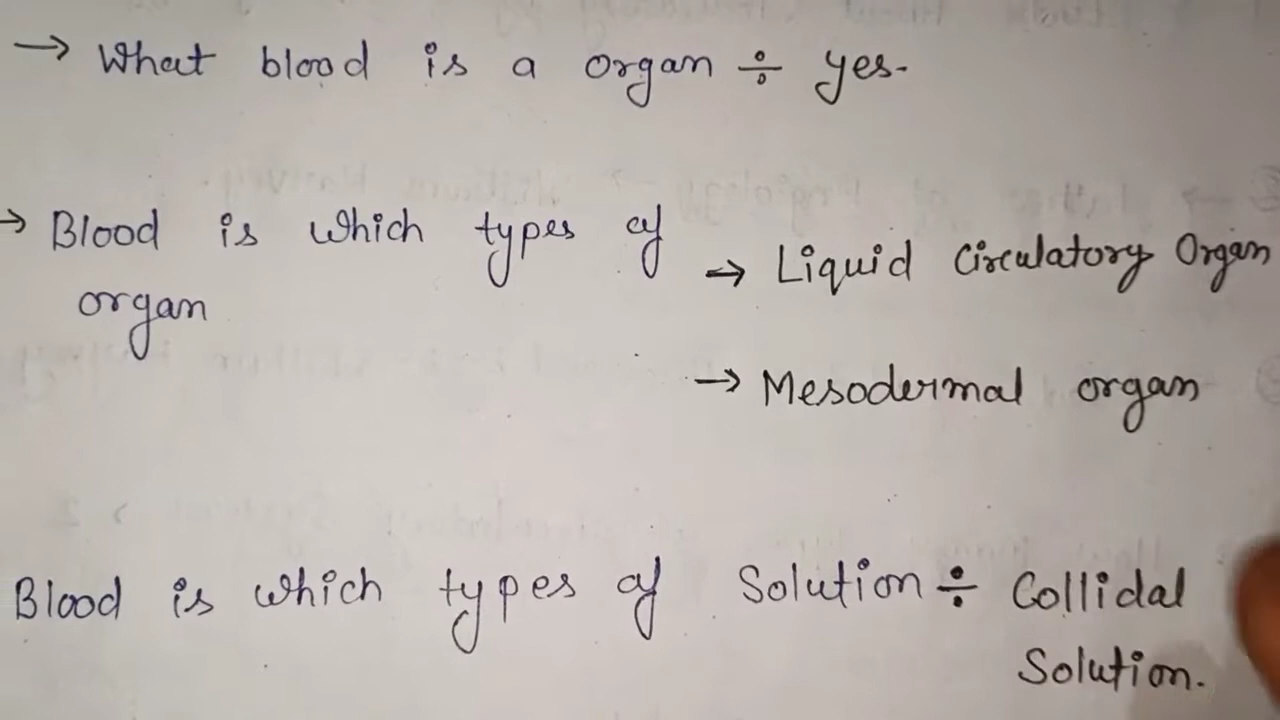 → What blood is a organ ÷ yes.
→ Blood is which types of
organ
→ Liquid Circulatory Organ
→ Mesodermal organ
Blood is which types of Solution ÷ Collidal
Solution.